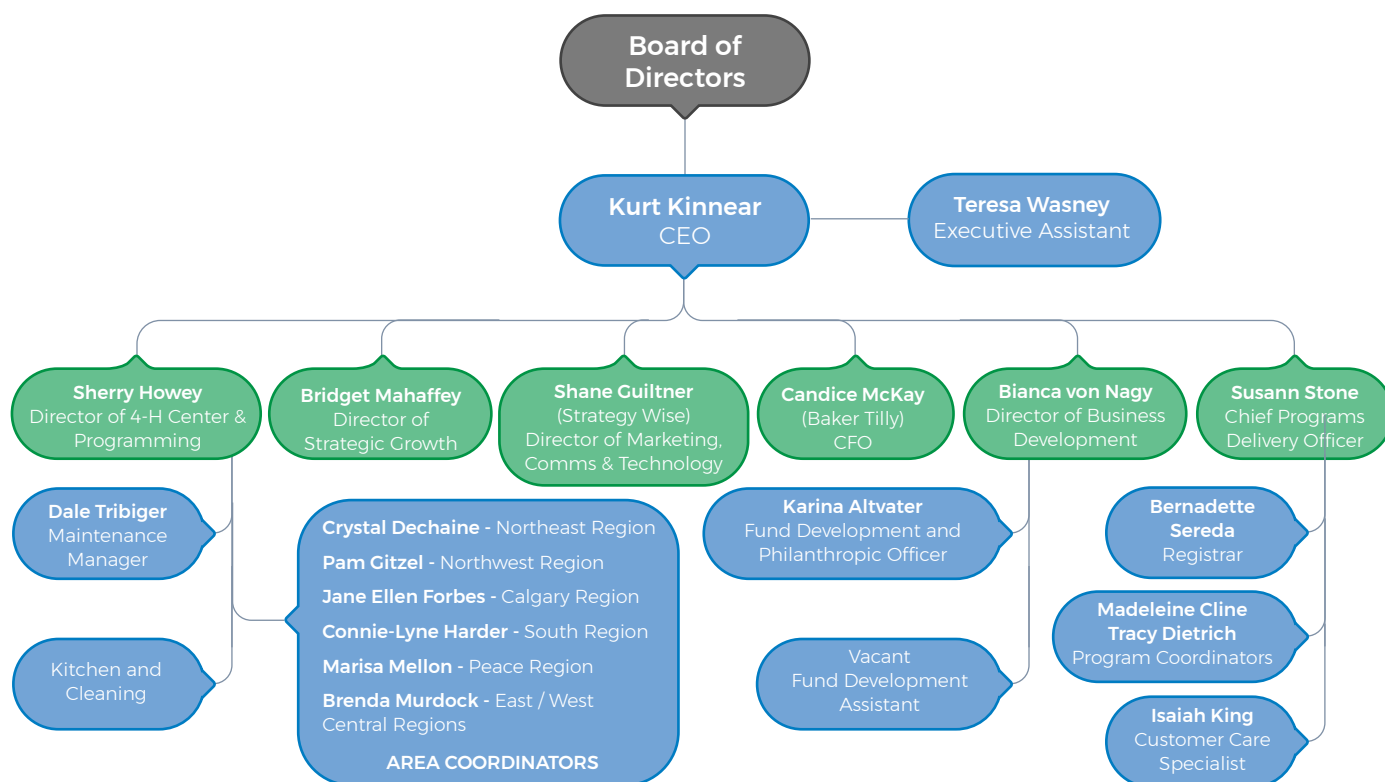 Board of
Directors
Kurt Kinnear
CEO
Teresa Wasney
Executive Assistant
Sherry Howey
Director of 4-H Center &
Programming
Bridget Mahaffey
Director of
Strategic Growth
Shane Guiltner
(Strategy Wise)
Director of Marketing,
Comms & Technology
Candice McKay
(Baker Tilly)
CFO
Bianca von Nagy
Director of Business
Development
Susann Stone
Chief Programs
Delivery Officer
Dale Tribiger
Maintenance
Manager
Kitchen and
Cleaning
Crystal Dechaine - Northeast Region
Pam Gitzel - Northwest Region
Jane Ellen Forbes - Calgary Region
Connie-Lyne Harder - South Region
Marisa Mellon - Peace Region
Brenda Murdock - East / West
Central Regions
AREA COORDINATORS
Karina Altvater
Fund Development and
Philanthropic Officer
Vacant
Fund Development
Assistant
Bernadette
Sereda
Registrar
Madeleine Cline
Tracy Dietrich
Program Coordinators
Isaiah King
Customer Care
Specialist